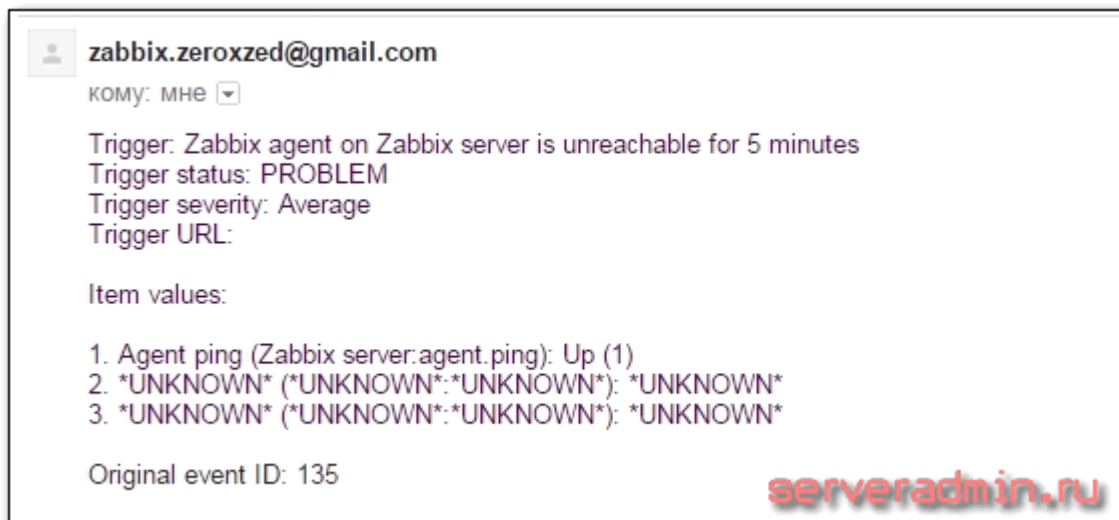 zabbix.zeroxzed@gmail.com
кому: мне
Trigger: Zabbix agent on Zabbix server is unreachable for 5 minutes
Trigger status: PROBLEM
Trigger severity: Average
Trigger URL:
Item values:
1. Agent ping (Zabbix server:agent.ping): Up (1)
2. *UNKNOWN* (*UNKNOWN*:*UNKNOWN*): *UNKNOWN*
3. *UNKNOWN* (*UNKNOWN*:*UNKNOWN*): *UNKNOWN*
Original event ID: 135
serveradmin.ru